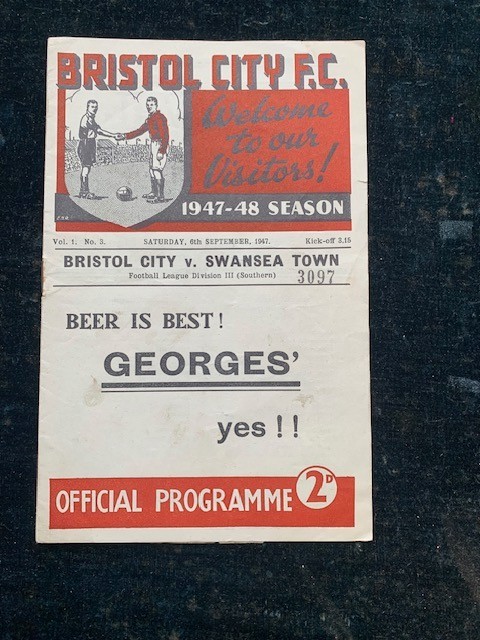 BRISTOL CITY F.C.
Welcome
to our
Visitors!
1947-48 SEASON
Vol. 1. No. 3. SATURDAY, 6th SEPTEMBER, 1947. Kick-off 3.15
BRISTOL CITY v. SWANSEA TOWN
Football League Division III (Southern) 3097
BEER IS BEST!
GEORGES'
yes!!
OFFICIAL PROGRAMME 2D